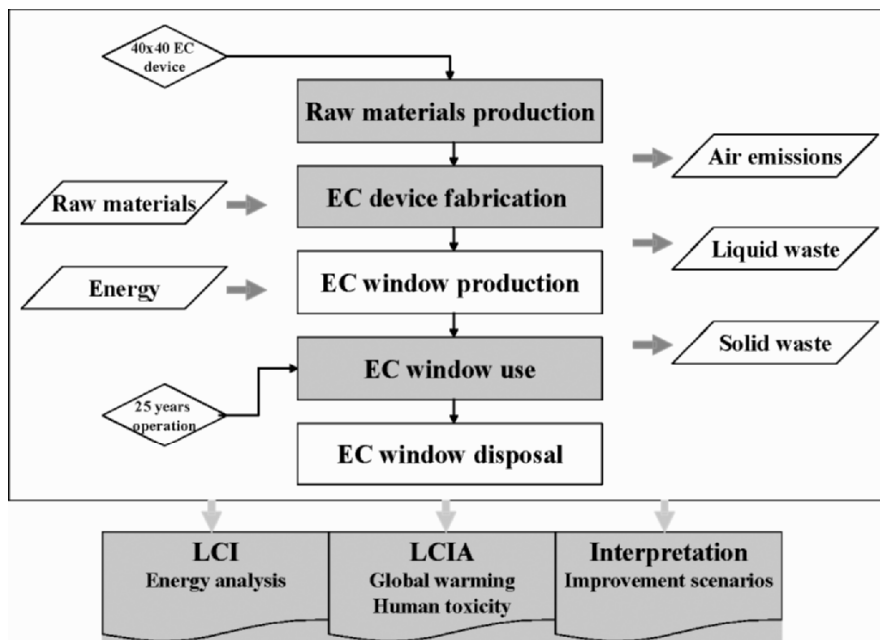 40x40 EC
device
Raw materials production
Air emissions
EC device fabrication
Raw materials
Liquid waste
EC window production
Energy
Solid waste
EC window use
25 years
operation
EC window disposal
LCI
Energy analysis
LCIA
Global warming
Human toxicity
Interpretation
Improvement scenarios